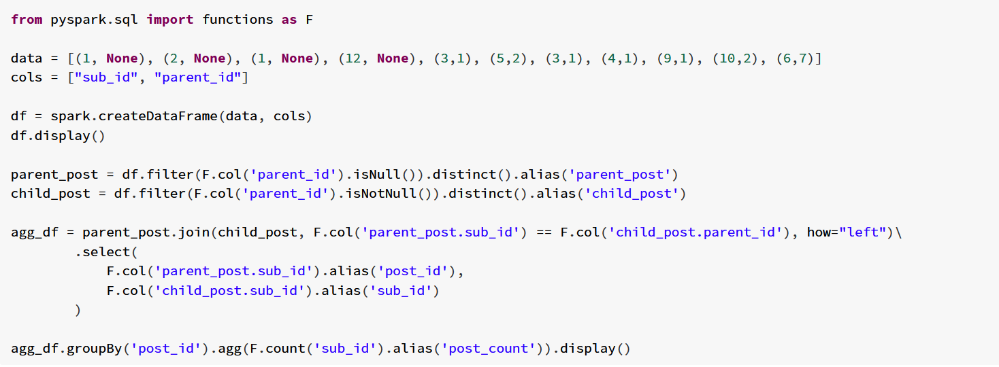 from pyspark.sql import functions as F
data = [(1, None), (2, None), (1, None), (12, None), (3,1), (5,2), (3,1), (4,1), (9,1), (10,2), (6,7)]
cols = ["sub_id", "parent_id"]
df = spark.createDataFrame(data, cols)
df.display()
parent_post = df.filter(F.col('parent_id').isNull()).distinct().alias('parent_post')
child_post = df.filter(F.col('parent_id').isNotNull()).distinct().alias('child_post')
agg_df = parent_post.join(child_post, F.col('parent_post.sub_id') == F.col('child_post.parent_id'), how="left")\
        .select(
            F.col('parent_post.sub_id').alias('post_id'),
            F.col('child_post.sub_id').alias('sub_id')
        )
agg_df.groupBy('post_id').agg(F.count('sub_id').alias('post_count')).display()